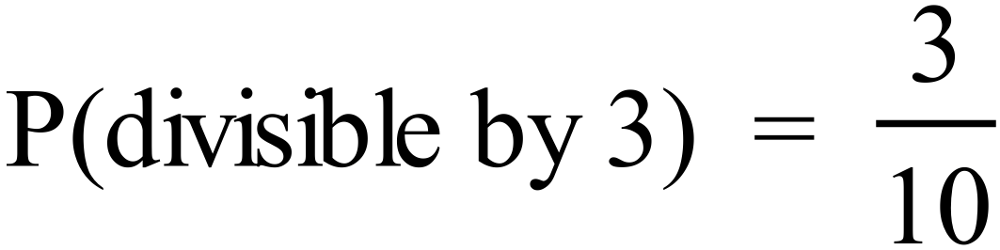 P(divisible by 3) = 3/10